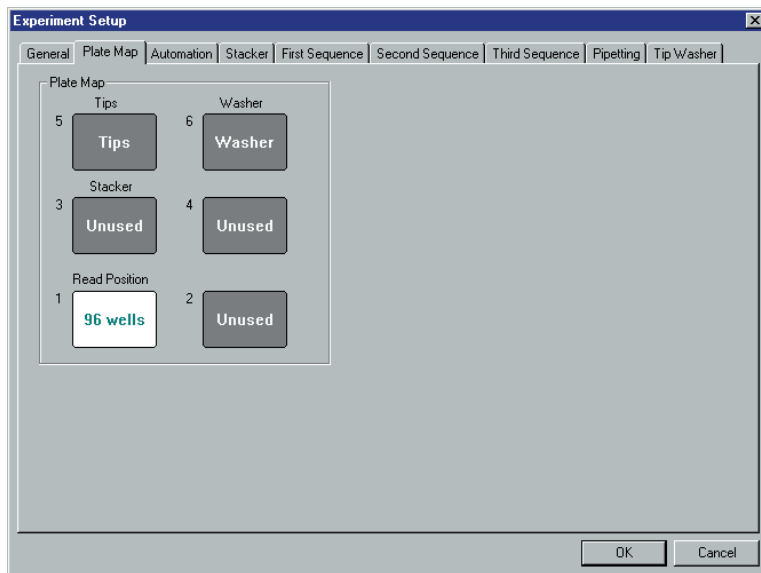 Experiment Setup
General Plate Map Automation Stacker First Sequence Second Sequence Third Sequence Pipetting Tip Washer
Plate Map
Tips Washer
5 Tips 6 Washer
Stacker
3 Unused 4 Unused
Read Position
1 96 wells 2 Unused
OK Cancel